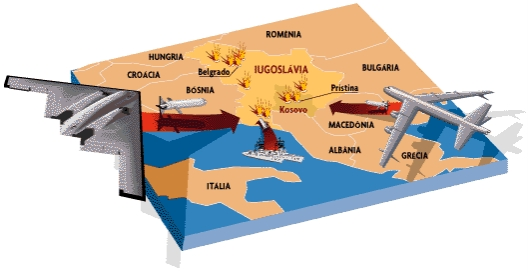 ROMENIA
HUNGRIA
CROÁCIA
Belgrado
IUGOSLÁVIA
BULGÁRIA
BÓSNIA
Pristina
Kosovo
MACEDÔNIA
ALBÂNIA
GRÉCIA
ITÁLIA